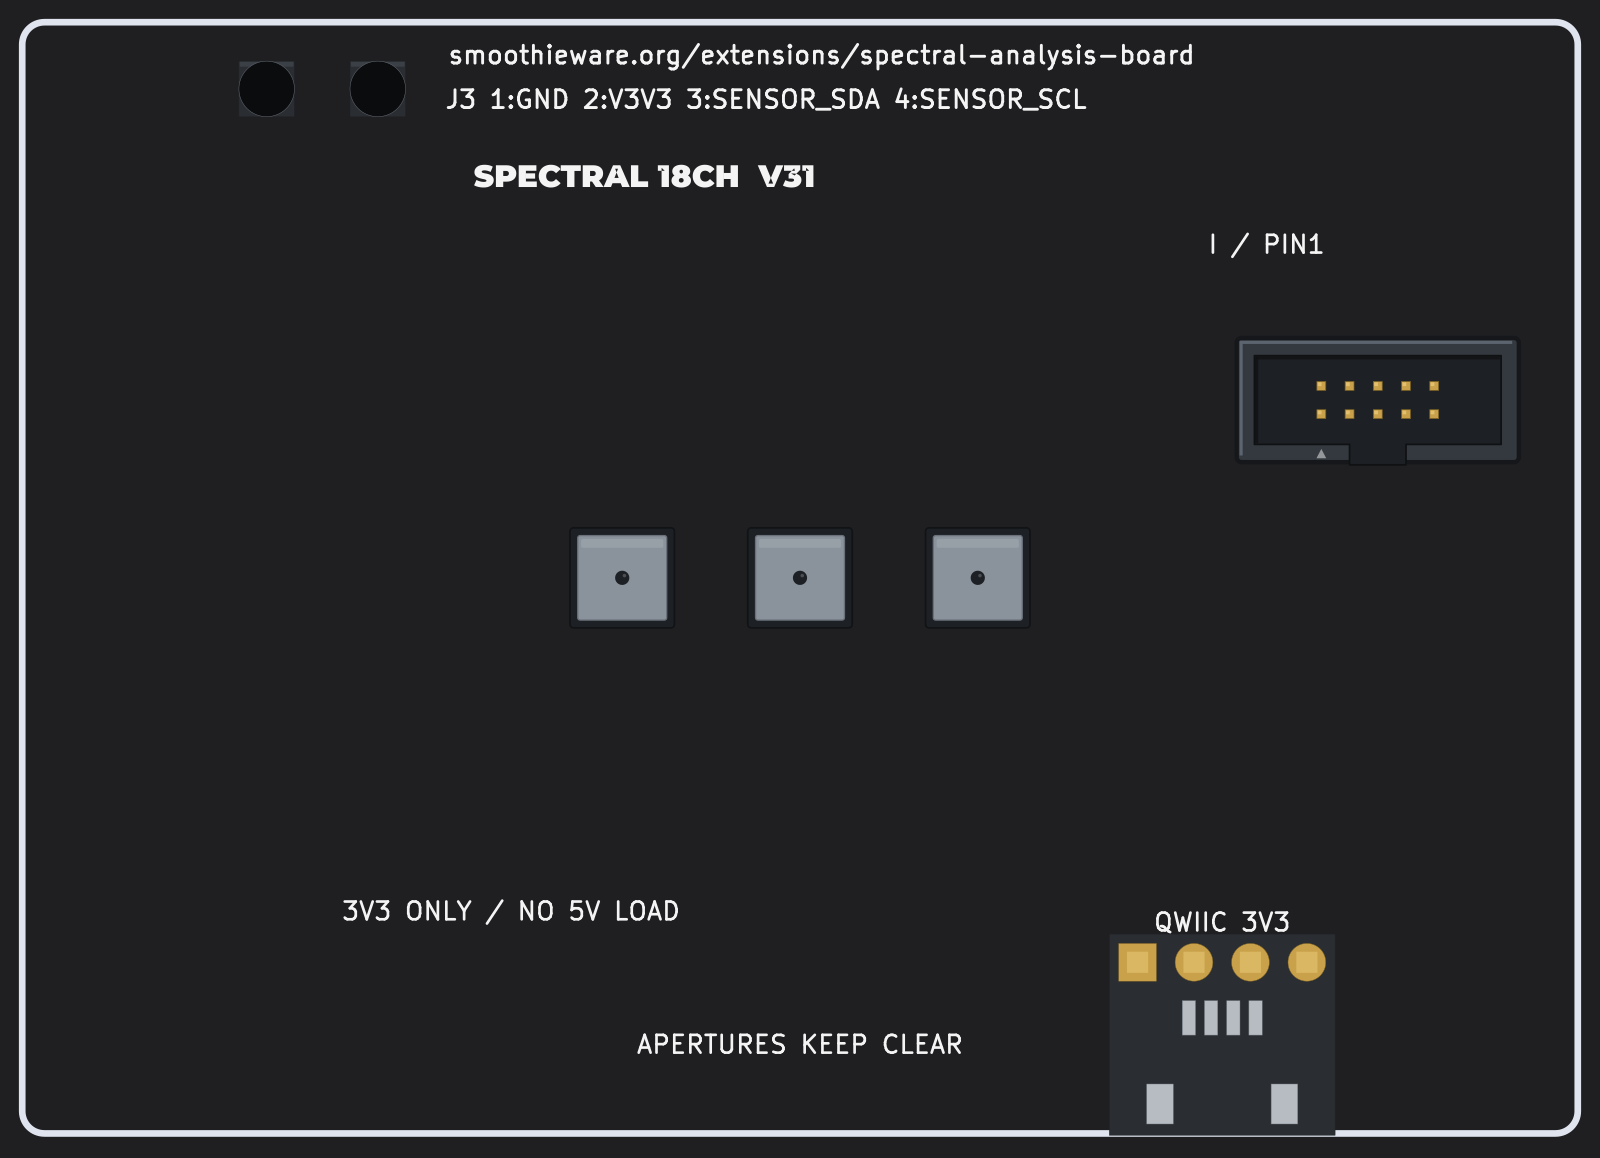 smoothieware.org/extensions/spectral-analysis-board
J3 1:GND 2:V3V3 3:SENSOR_SDA 4:SENSOR_SCL
SPECTRAL 18CH V31
I / PIN1
3V3 ONLY / NO 5V LOAD
QWIIC 3V3
APERTURES KEEP CLEAR